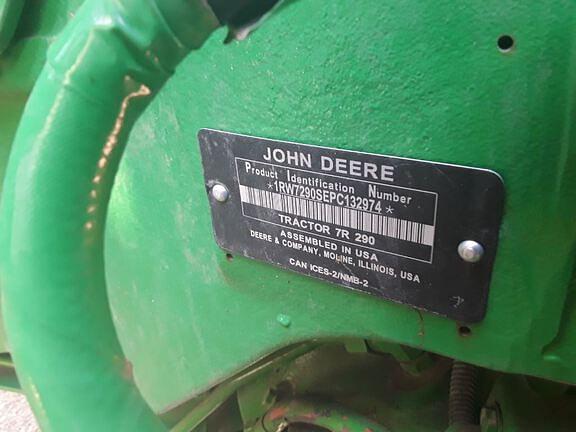 JOHN DEERE
Product Identification Number
*1RW7290SEPC132974*
TRACTOR 7R 290
ASSEMBLED IN USA
DEERE & COMPANY, MOLINE, ILLINOIS, USA
CAN ICES-2/NMB-2